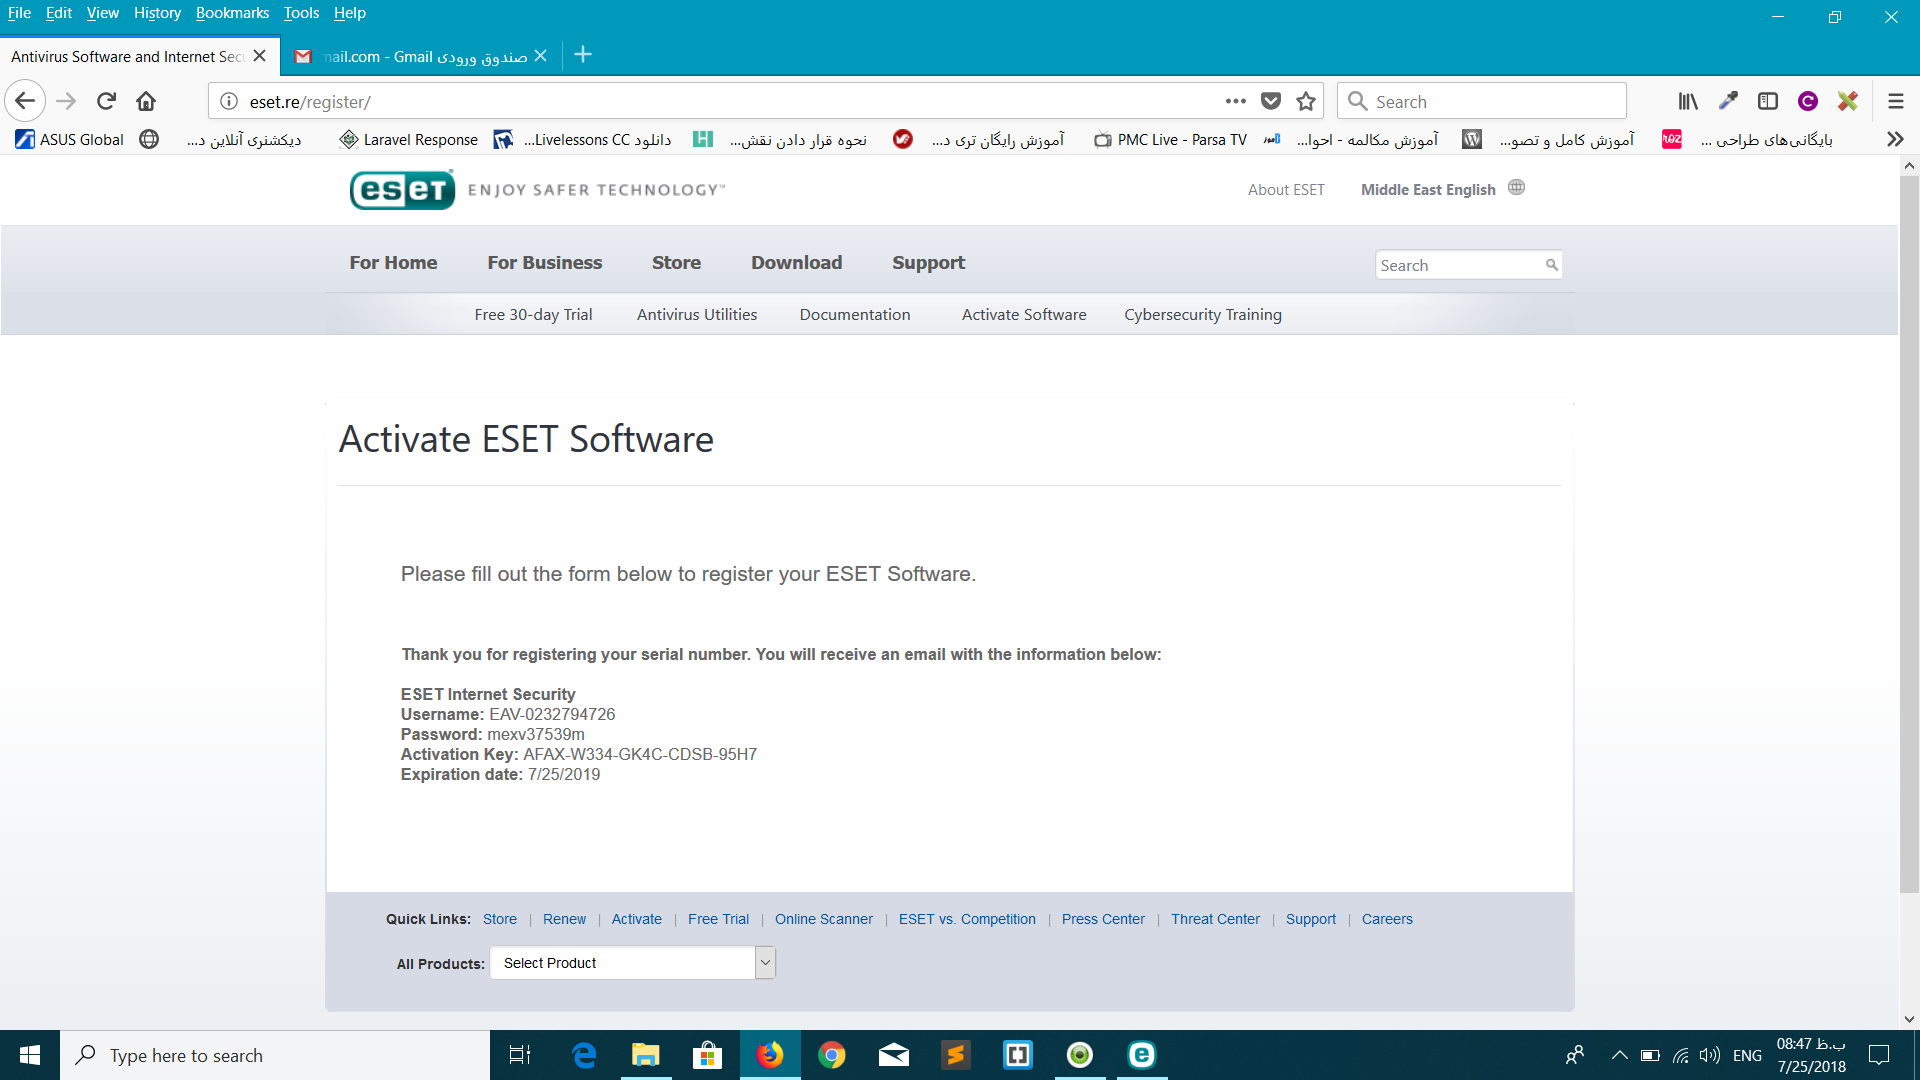 File Edit View History Bookmarks Tools Help
Antivirus Software and Internet Sec
nail.com - Gmail صندوق ورودی
eset.re/register/
Search
ASUS Global
دیکشنری آنلاین د...
Laravel Response
دانلود Livelessons CC...
نحوه قرار دادن نقش...
آموزش رایگان تری د...
PMC Live - Parsa TV
آموزش مکالمه - احوا...
آموزش کامل و تصو...
بایگانی‌های طراحی ...
eset ENJOY SAFER TECHNOLOGY™
About ESET Middle East English
For Home For Business Store Download Support
Search
Free 30-day Trial Antivirus Utilities Documentation Activate Software Cybersecurity Training
Activate ESET Software
Please fill out the form below to register your ESET Software.
Thank you for registering your serial number. You will receive an email with the information below:
ESET Internet Security
Username: EAV-0232794726
Password: mexv37539m
Activation Key: AFAX-W334-GK4C-CDSB-95H7
Expiration date: 7/25/2019
Quick Links: Store | Renew | Activate | Free Trial | Online Scanner | ESET vs. Competition | Press Center | Threat Center | Support | Careers
All Products: Select Product
Type here to search
ENG
08:47 ب.ظ
7/25/2018